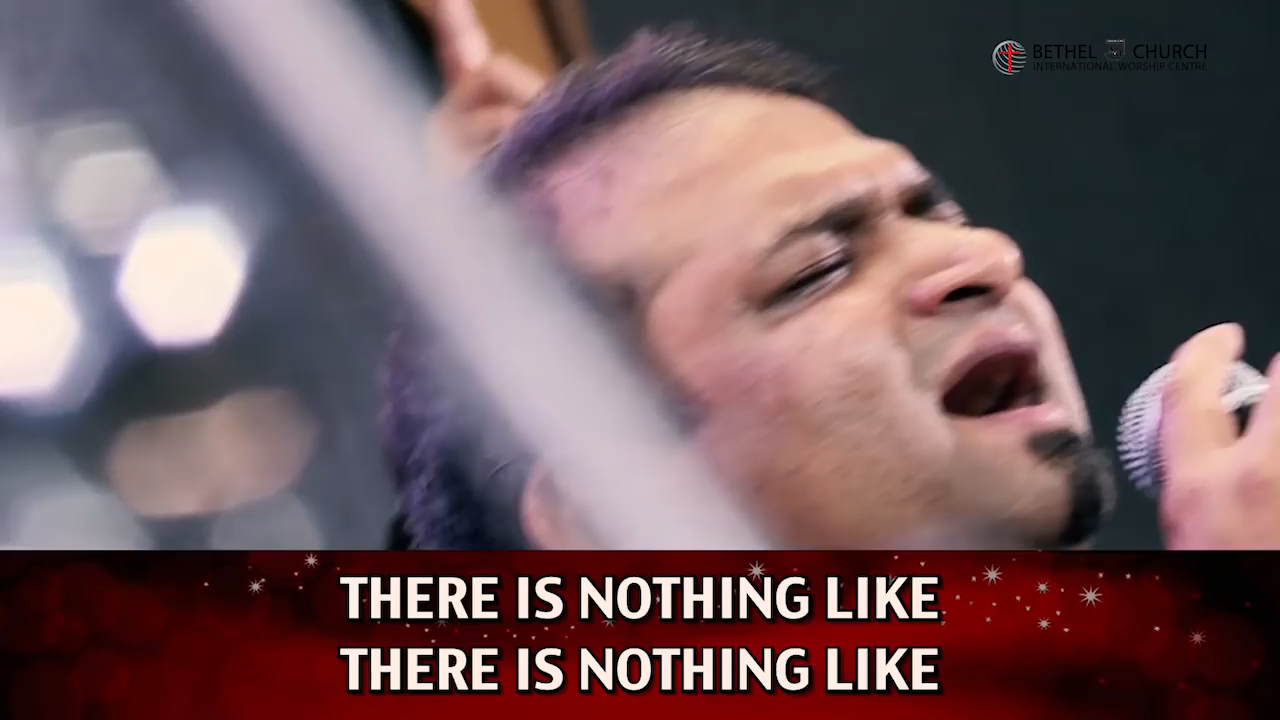 BETHEL CHURCH
INTERNATIONAL WORSHIP CENTRE
THERE IS NOTHING LIKE
THERE IS NOTHING LIKE